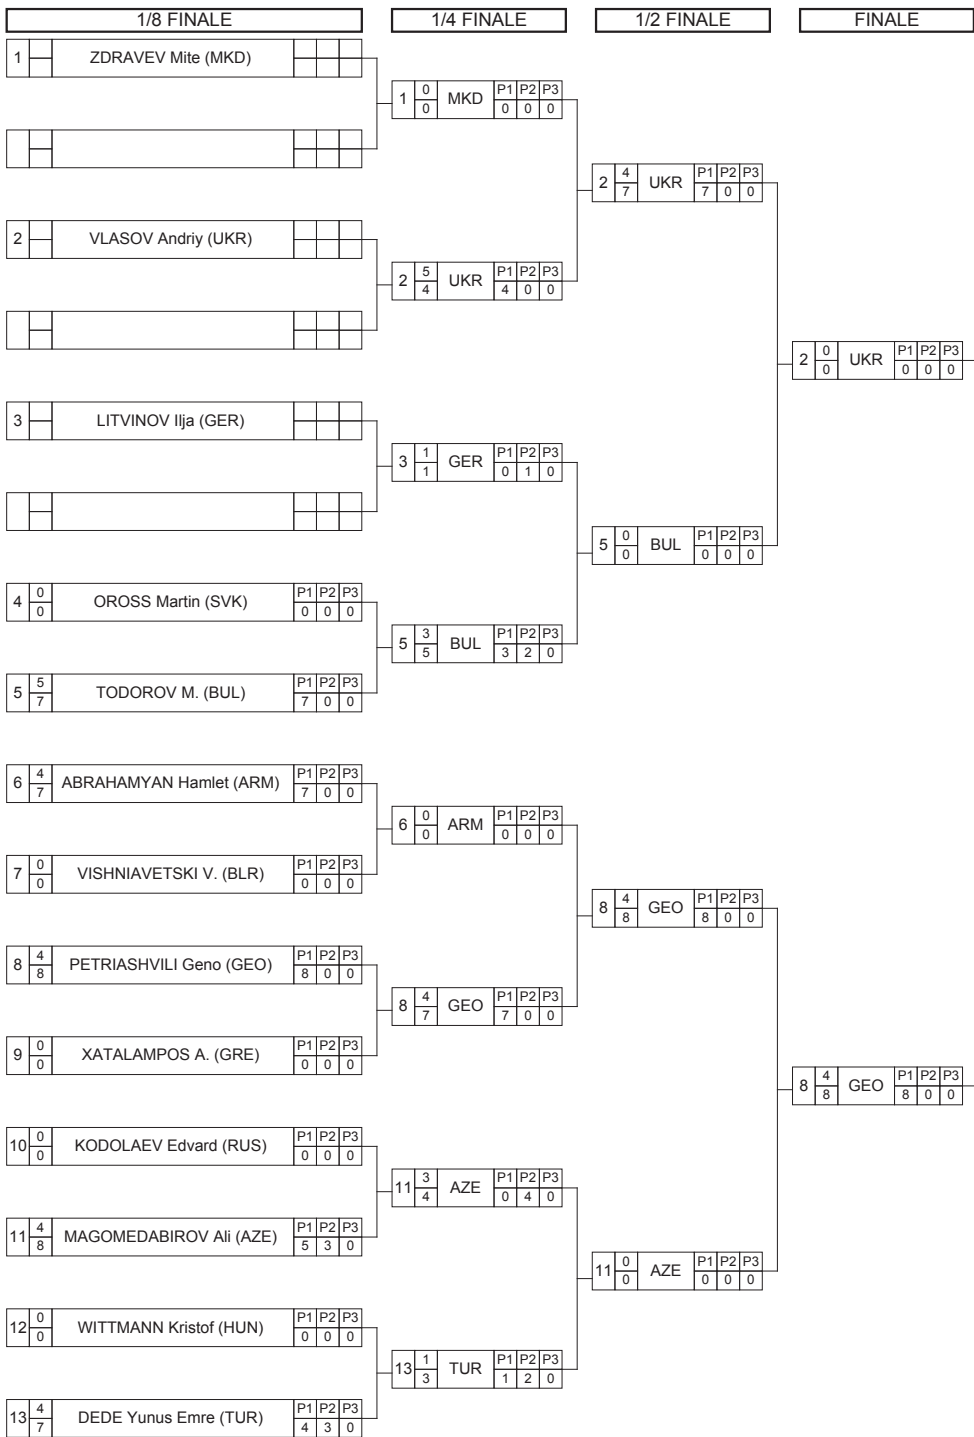 1/8 FINALE 1/4 FINALE 1/2 FINALE FINALE
1 ZDRAVEV Mite (MKD)
1 0 MKD P1 P2 P3
0 0 0 0
2 4 UKR P1 P2 P3
7 7 0 0
2 VLASOV Andriy (UKR)
2 5 UKR P1 P2 P3
4 4 0 0
2 0 UKR P1 P2 P3
0 0 0 0
3 LITVINOV Ilja (GER)
3 1 GER P1 P2 P3
1 0 1 0
5 0 BUL P1 P2 P3
0 0 0 0
4 0 OROSS Martin (SVK) P1 P2 P3
0 0 0 0
5 3 BUL P1 P2 P3
5 3 2 0
5 5 TODOROV M. (BUL) P1 P2 P3
7 7 0 0
6 4 ABRAHAMYAN Hamlet (ARM) P1 P2 P3
7 7 0 0
6 0 ARM P1 P2 P3
0 0 0 0
7 0 VISHNIAVETSKI V. (BLR) P1 P2 P3
0 0 0 0
8 4 GEO P1 P2 P3
8 8 0 0
8 4 PETRIASHVILI Geno (GEO) P1 P2 P3
8 8 0 0
8 4 GEO P1 P2 P3
7 7 0 0
9 0 XATALAMPOS A. (GRE) P1 P2 P3
0 0 0 0
8 4 GEO P1 P2 P3
8 8 0 0
10 0 KODOLAEV Edvard (RUS) P1 P2 P3
0 0 0 0
11 3 AZE P1 P2 P3
4 0 4 0
11 4 MAGOMEDABIROV Ali (AZE) P1 P2 P3
8 5 3 0
11 0 AZE P1 P2 P3
0 0 0 0
12 0 WITTMANN Kristof (HUN) P1 P2 P3
0 0 0 0
13 1 TUR P1 P2 P3
3 1 2 0
13 4 DEDE Yunus Emre (TUR) P1 P2 P3
7 4 3 0